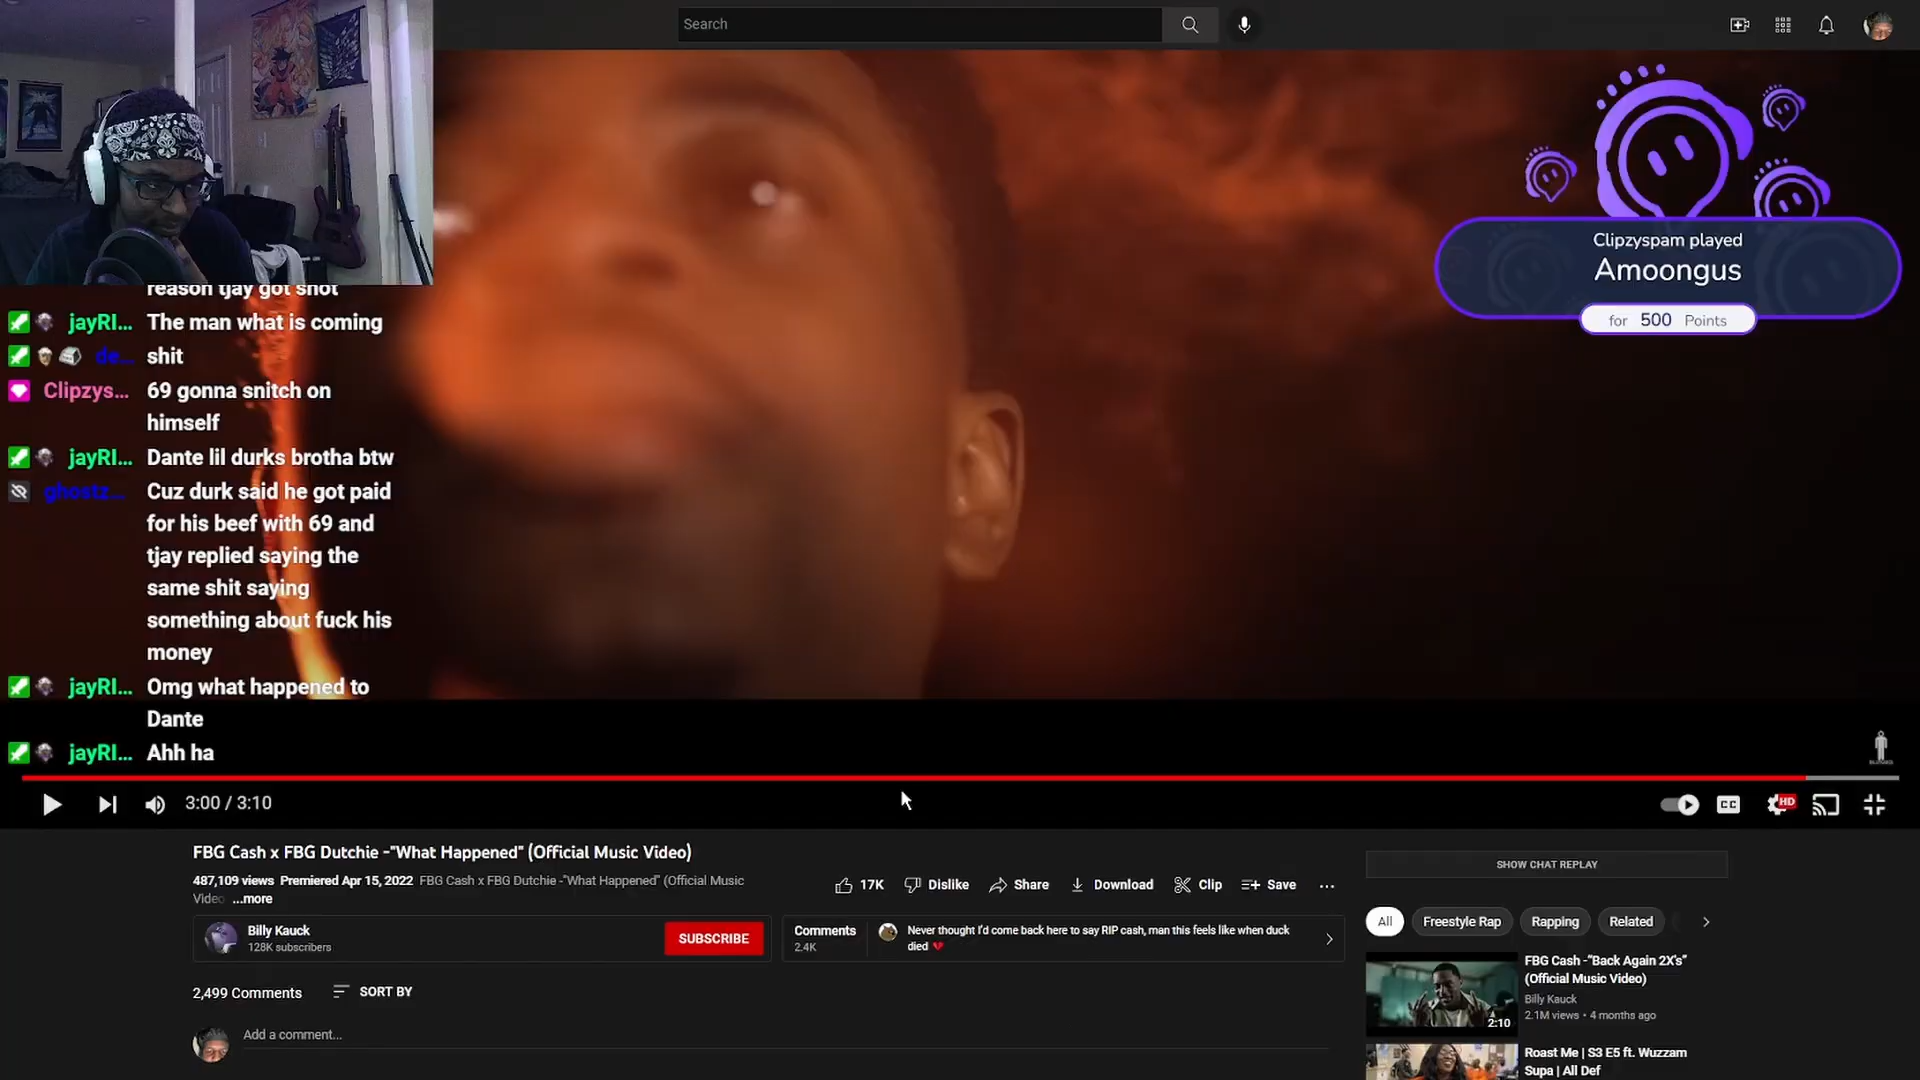 Search
Clipzyspam played
Amoongus
for 500 Points
reason tjay got shot
jayRI... The man what is coming
de... shit
Clipzys... 69 gonna snitch on
himself
jayRI... Dante lil durks brotha btw
ghostz... Cuz durk said he got paid
for his beef with 69 and
tjay replied saying the
same shit saying
something about fuck his
money
jayRI... Omg what happened to
Dante
jayRI... Ahh ha
3:00 / 3:10
CC
HD
FBG Cash x FBG Dutchie -"What Happened" (Official Music Video)
487,109 views Premiered Apr 15, 2022 FBG Cash x FBG Dutchie -"What Happened" (Official Music
Video ...more
17K
Dislike
Share
Download
Clip
Save
Billy Kauck
128K subscribers
SUBSCRIBE
Comments
2.4K
Never thought I'd come back here to say RIP cash, man this feels like when duck
died
2,499 Comments
SORT BY
Add a comment...
SHOW CHAT REPLAY
All
Freestyle Rap
Rapping
Related
2:10
FBG Cash -"Back Again 2X's"
(Official Music Video)
Billy Kauck
2.1M views • 4 months ago
Roast Me | S3 E5 ft. Wuzzam
Supa | All Def